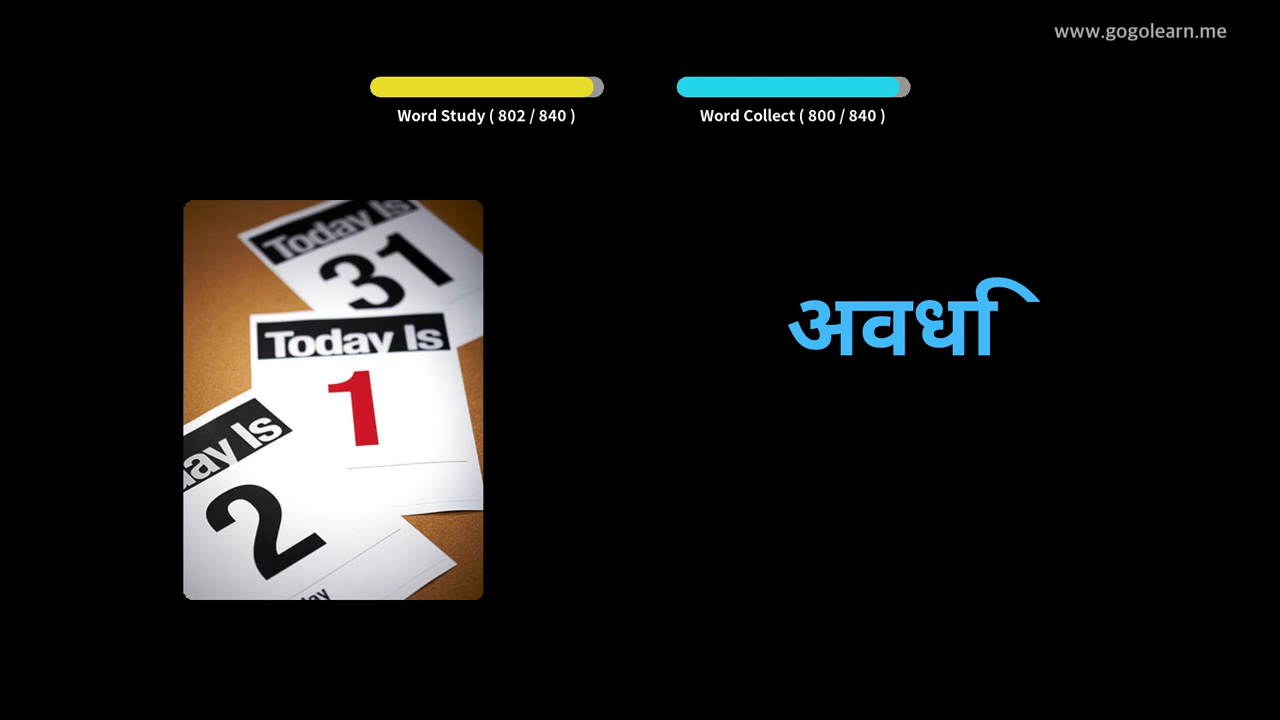 www.gogolearn.me
Word Study ( 802 / 840 )
Word Collect ( 800 / 840 )
Today Is
31
Today Is
1
day Is
2
अवधि